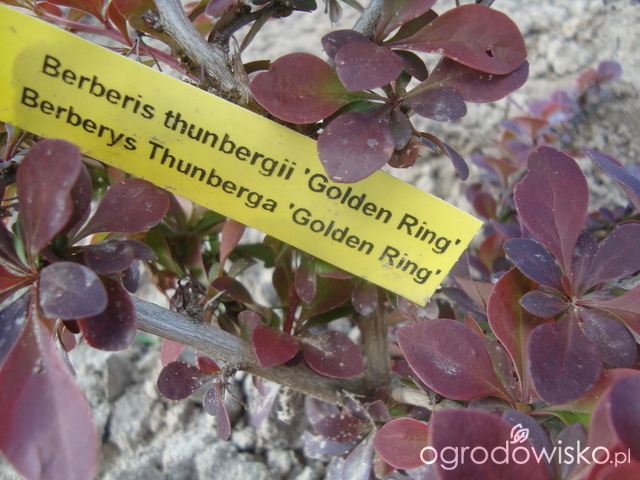 Berberis thunbergii 'Golden Ring'
Berberys Thunberga 'Golden Ring'
ogrodowisko.pl